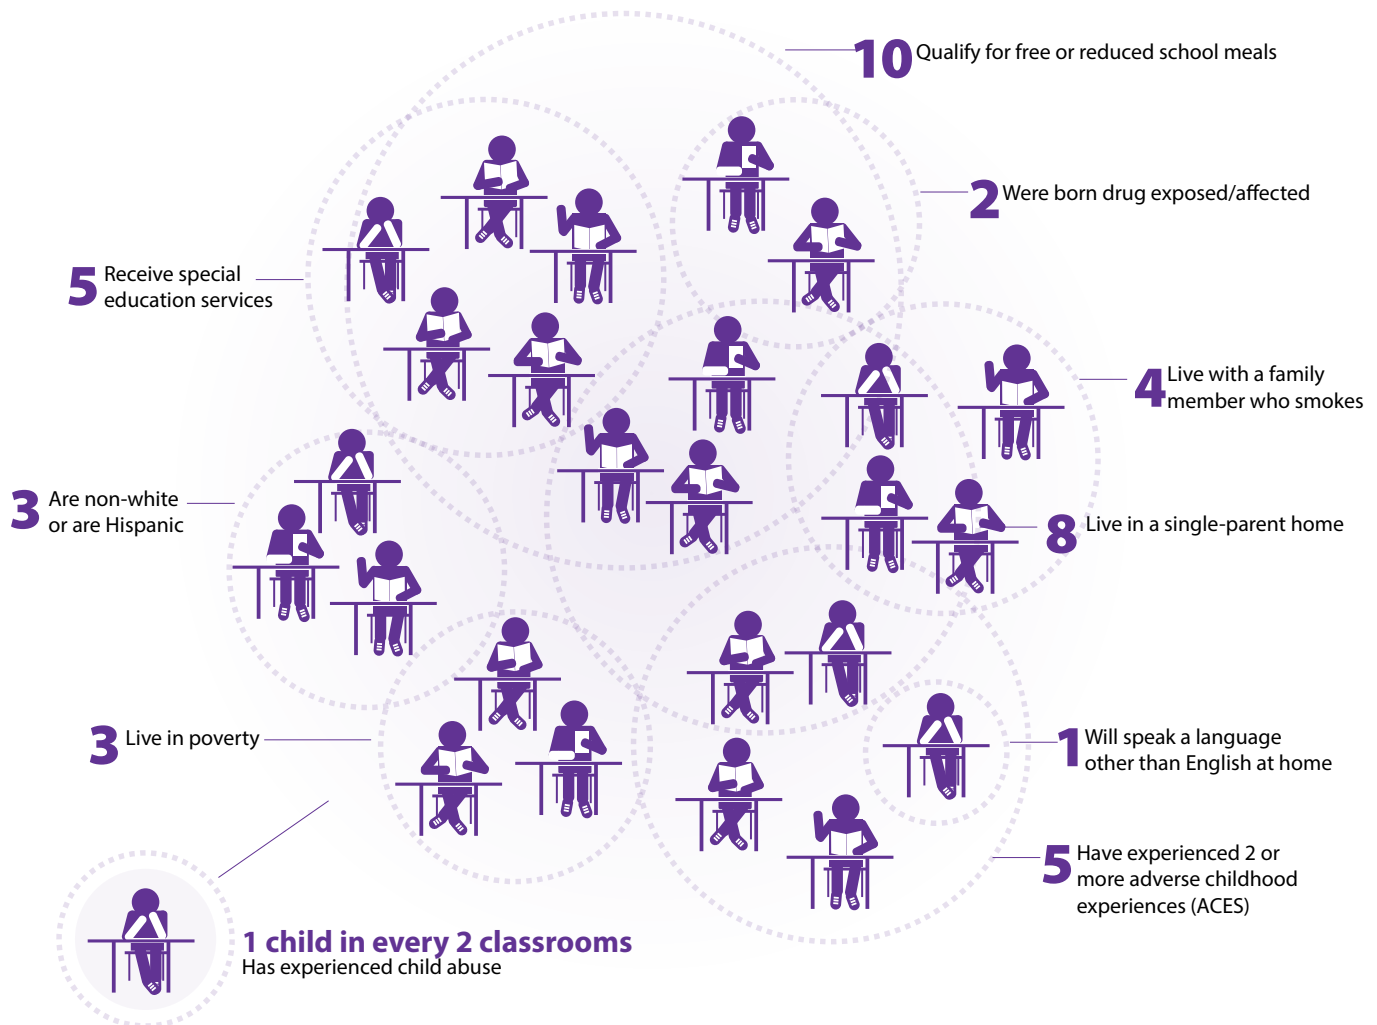 10 Qualify for free or reduced school meals
2 Were born drug exposed/affected
5 Receive special
education services
4 Live with a family
member who smokes
3 Are non-white
or are Hispanic
8 Live in a single-parent home
3 Live in poverty
1 Will speak a language
other than English at home
5 Have experienced 2 or
more adverse childhood
experiences (ACES)
1 child in every 2 classrooms
Has experienced child abuse